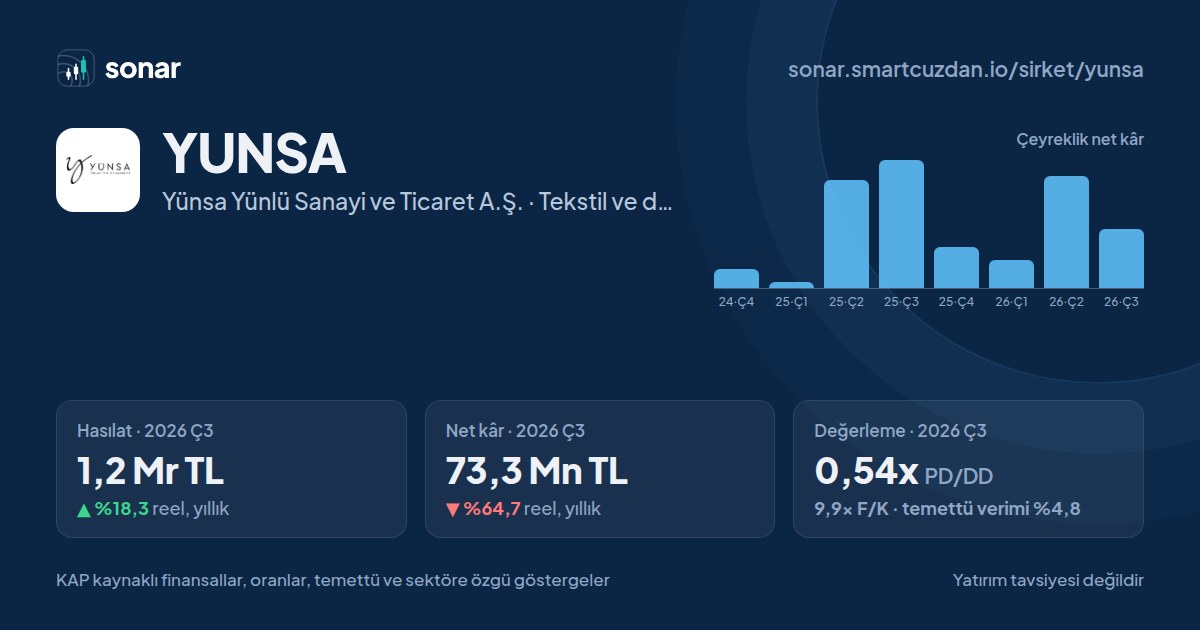 sonar
sonar.smartcuzdan.io/sirket/yunsa
YÜNSA
YUNSA
Yünsa Yünlü Sanayi ve Ticaret A.Ş. · Tekstil ve d…
Çeyreklik net kâr
24-Ç4 25-Ç1 25-Ç2 25-Ç3 25-Ç4 26-Ç1 26-Ç2 26-Ç3
Hasılat · 2026 Ç3
1,2 Mr TL
▲ %18,3 reel, yıllık
Net kâr · 2026 Ç3
73,3 Mn TL
▼ %64,7 reel, yıllık
Değerleme · 2026 Ç3
0,54x PD/DD
9,9× F/K · temettü verimi %4,8
KAP kaynaklı finansallar, oranlar, temettü ve sektöre özgü göstergeler
Yatırım tavsiyesi değildir